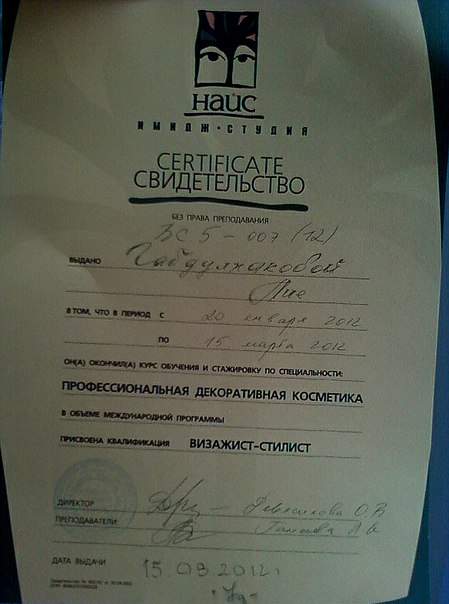 наис
ИМИДЖ•СТУДИЯ
CERTIFICATE
СВИДЕТЕЛЬСТВО
БЕЗ ПРАВА ПРЕПОДАВАНИЯ
ВС 5 - 007 (12)
ВЫДАНО Габдулхаковой
В ТОМ, ЧТО В ПЕРИОД С 20 января 2012
ПО 15 марта 2012
ОН(А) ОКОНЧИЛ(А) КУРС ОБУЧЕНИЯ И СТАЖИРОВКУ ПО СПЕЦИАЛЬНОСТИ:
ПРОФЕССИОНАЛЬНАЯ ДЕКОРАТИВНАЯ КОСМЕТИКА
В ОБЪЕМЕ МЕЖДУНАРОДНОЙ ПРОГРАММЫ
ПРИСВОЕНА КВАЛИФИКАЦИЯ ВИЗАЖИСТ-СТИЛИСТ
ДИРЕКТОР О.В
ПРЕПОДАВАТЕЛИ
ДАТА ВЫДАЧИ 15.03.2012г